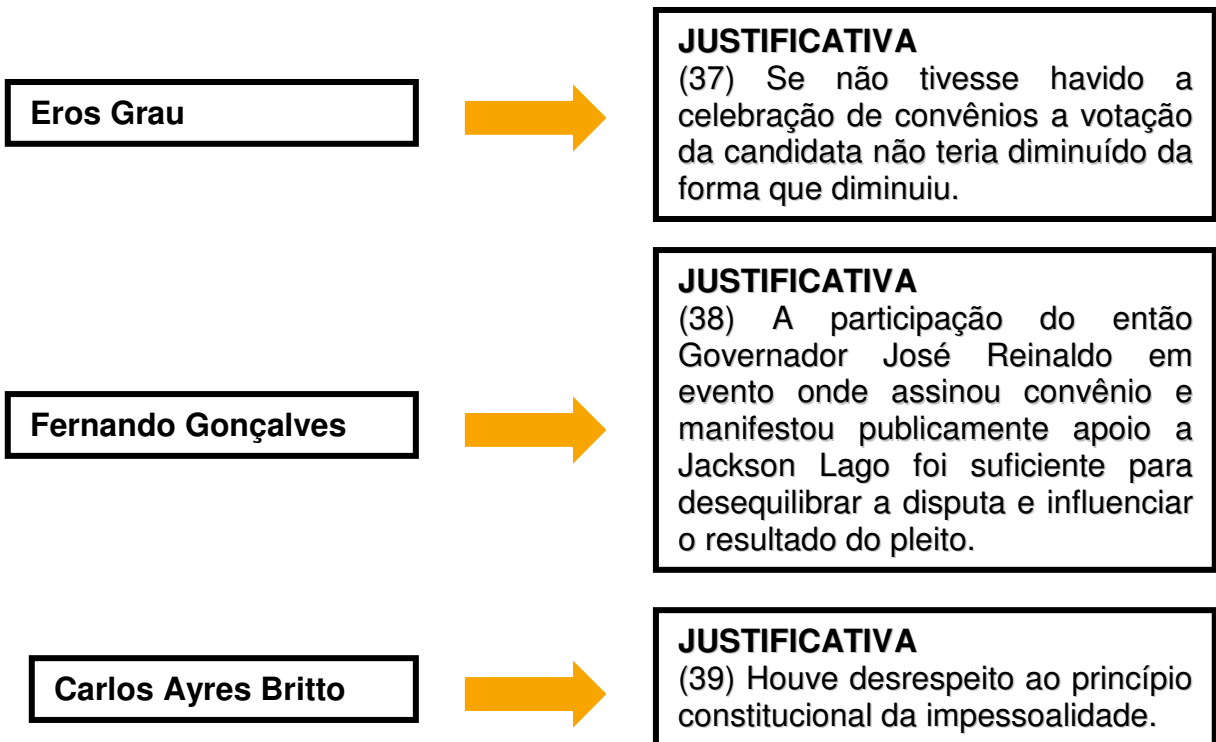 Eros Grau
JUSTIFICATIVA
(37) Se não tivesse havido a
celebração de convênios a votação
da candidata não teria diminuído da
forma que diminuiu.
Fernando Gonçalves
JUSTIFICATIVA
(38) A participação do então
Governador José Reinaldo em
evento onde assinou convênio e
manifestou publicamente apoio a
Jackson Lago foi suficiente para
desequilibrar a disputa e influenciar
o resultado do pleito.
Carlos Ayres Britto
JUSTIFICATIVA
(39) Houve desrespeito ao princípio
constitucional da impessoalidade.